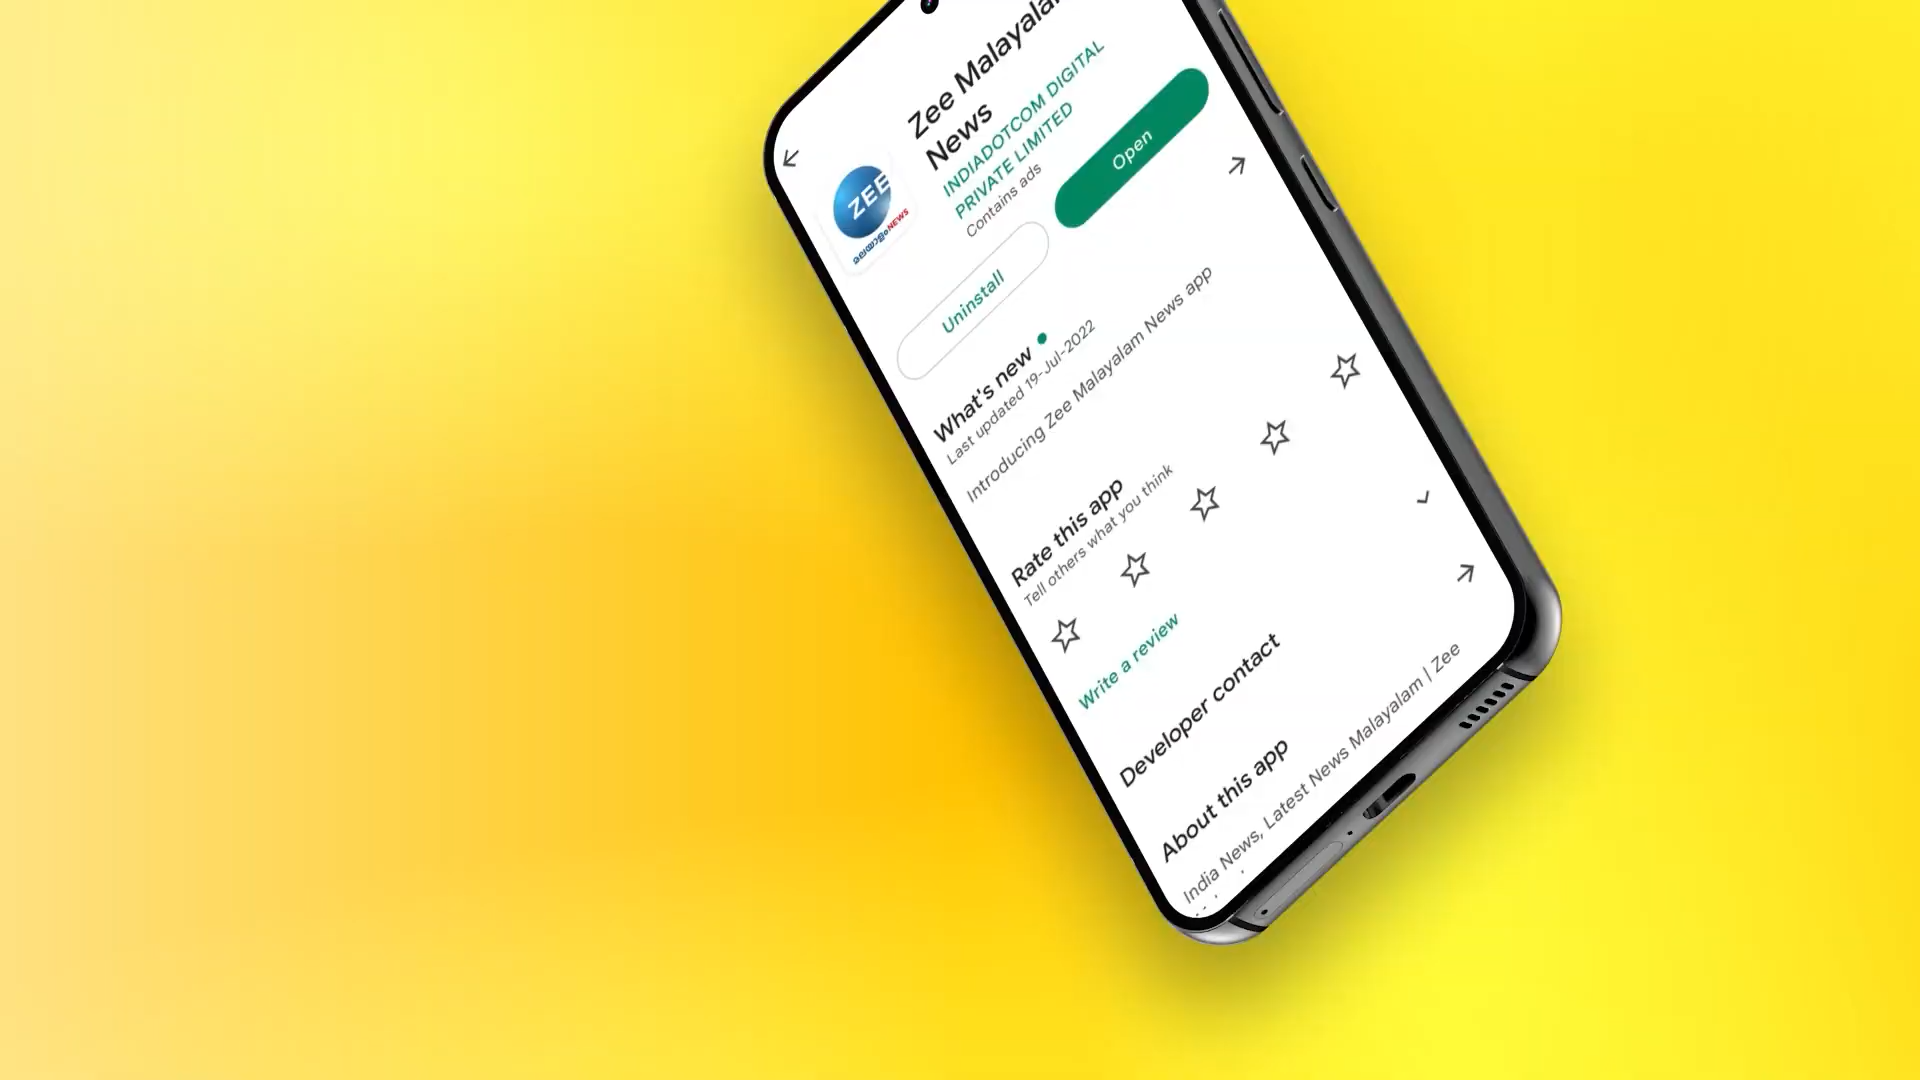 Zee Malayalam
News
INDIADOTCOM DIGITAL
PRIVATE LIMITED
Contains ads
ZEE
മലയാളം NEWS
Uninstall
Open
What's new
Last updated 19-Jul-2022
Introducing Zee Malayalam News app
Rate this app
Tell others what you think
Write a review
Developer contact
About this app
India News, Latest News Malayalam | Zee